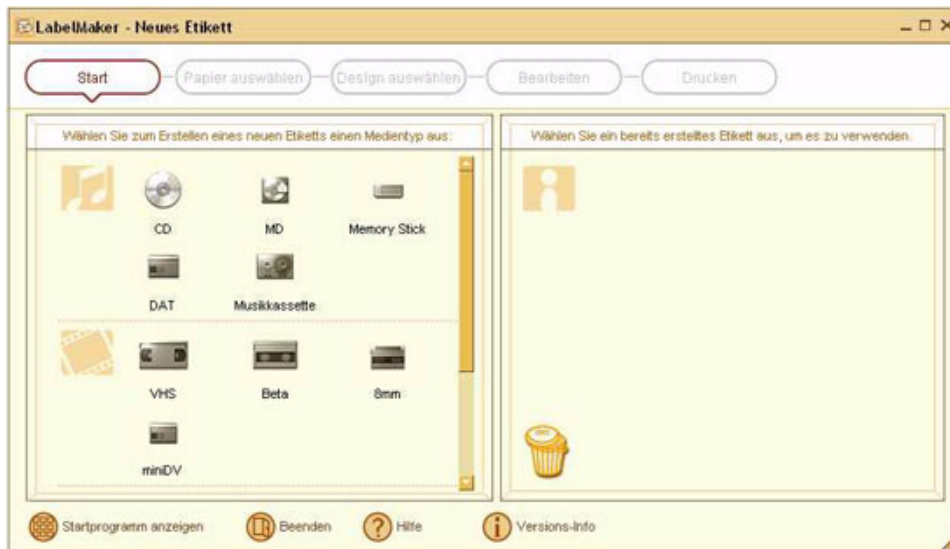 LabelMaker - Neues Etikett
Start
Papier auswählen
Design auswählen
Bearbeiten
Drucken
Wählen Sie zum Erstellen eines neuen Etiketts einen Medientyp aus:
CD
MD
Memory Stick
DAT
Musikkassette
VHS
Beta
8mm
miniDV
Wählen Sie ein bereits erstelltes Etikett aus, um es zu verwenden.
Startprogramm anzeigen
Beenden
Hilfe
Versions-Info